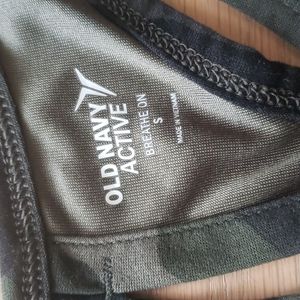 OLD NAVY
ACTIVE
BREATHE ON
S
MADE IN VIETNAM